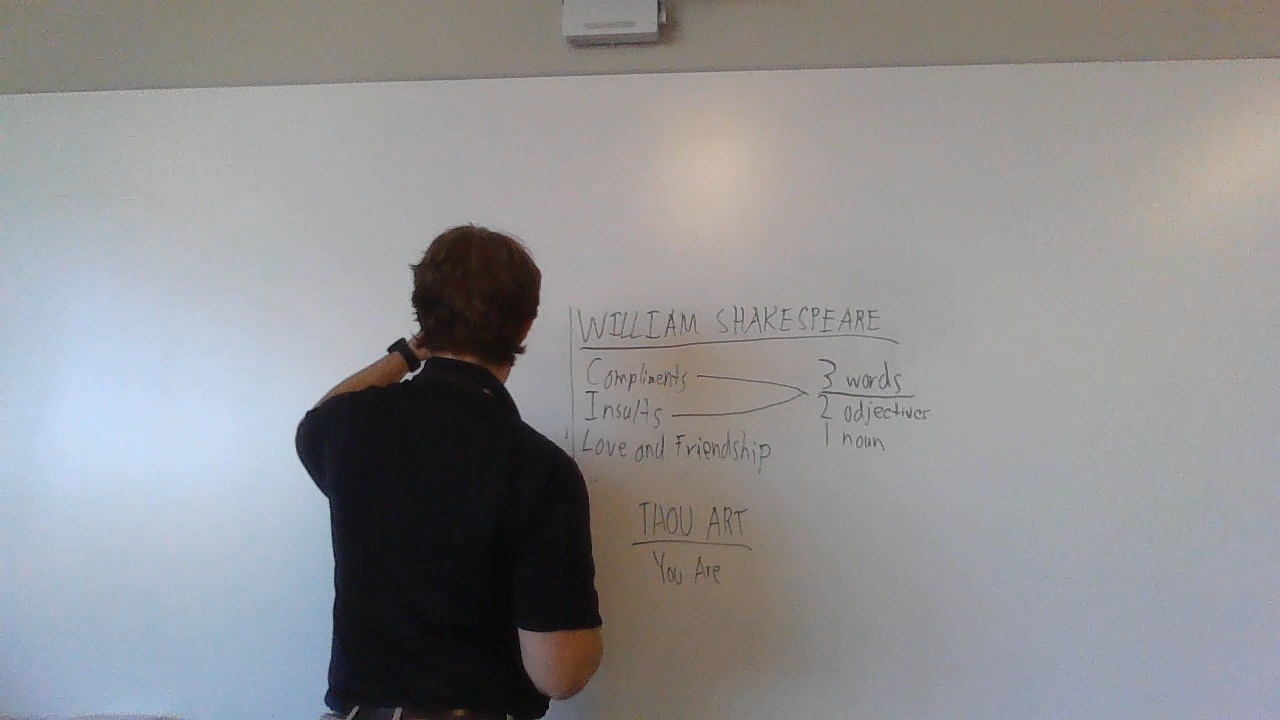 WILLIAM SHAKESPEARE
Compliments
Insults
Love and Friendship
3 words
2 adjectives
1 noun
THOU ART
You Are